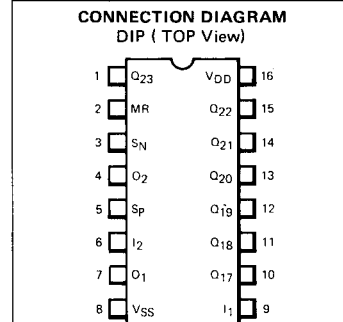 CONNECTION DIAGRAM
DIP ( TOP View)
1 Q23 VDD 16
2 MR Q22 15
3 SN Q21 14
4 O2 Q20 13
5 SP Q19 12
6 I2 Q18 11
7 O1 Q17 10
8 VSS I1 9